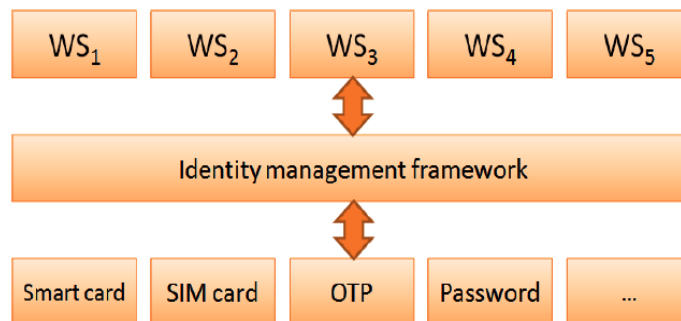 WS₁ WS₂ WS₃ WS₄ WS₅
Identity management framework
Smart card SIM card OTP Password ...